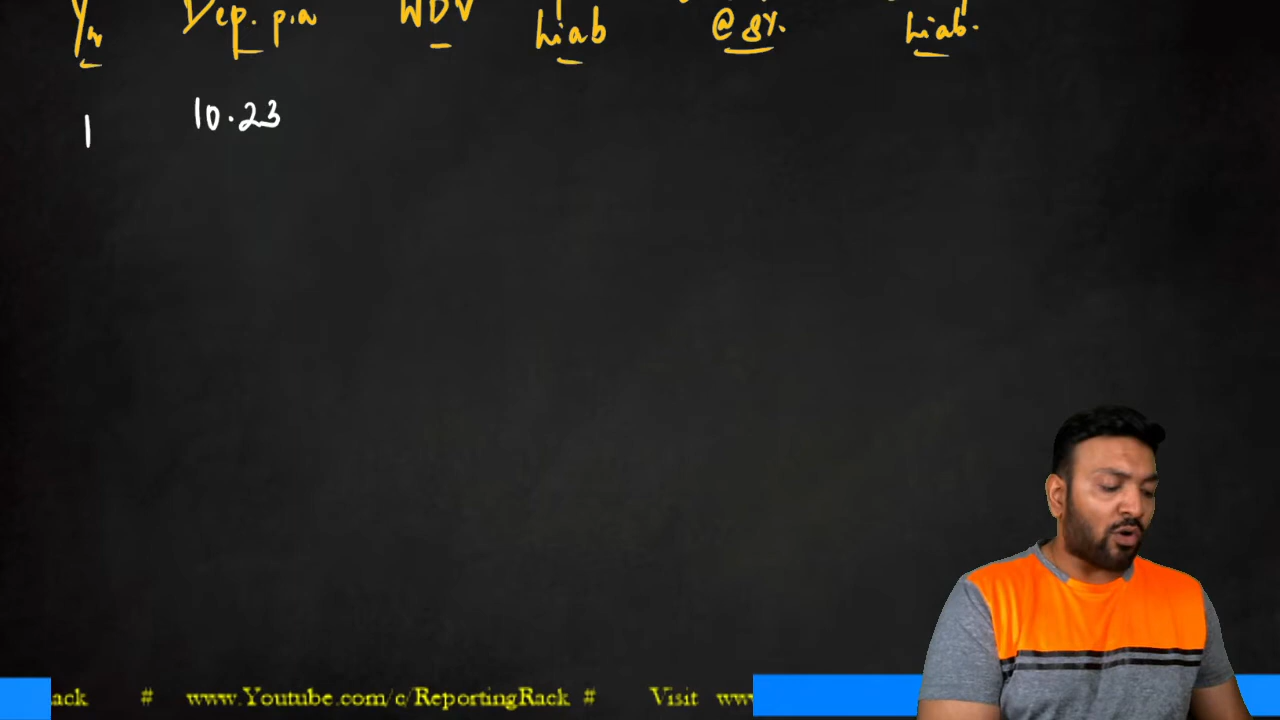 Yr Dep. p.a WDV Liab @ 8%. Liab.
1 10.23
ack # www.Youtube.com/c/ReportingRack # Visit www